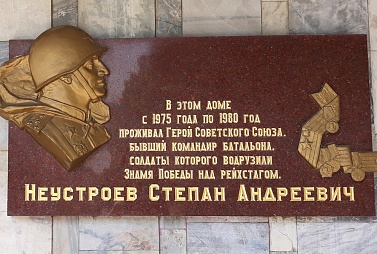 В ЭТОМ ДОМЕ
С 1975 ГОДА ПО 1980 ГОД
ПРОЖИВАЛ ГЕРОЙ СОВЕТСКОГО СОЮЗА.
БЫВШИЙ КОМАНДИР БАТАЛЬОНА,
СОЛДАТЫ КОТОРОГО ВОДРУЗИЛИ
ЗНАМЯ ПОБЕДЫ НАД РЕЙХСТАГОМ.
НЕУСТРОЕВ СТЕПАН АНДРЕЕВИЧ